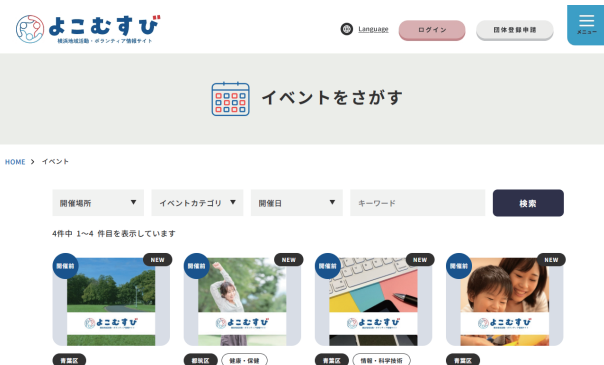 よこむすび
横浜地域活動・ボランティア情報サイト
Language
ログイン
団体登録申請
メニュー
イベントをさがす
HOME > イベント
開催場所 ▼
イベントカテゴリ ▼
開催日 ▼
キーワード
検索
4件中 1〜4 件目を表示しています
開催前 NEW
よこむすび
開催前 NEW
よこむすび
開催前 NEW
よこむすび
開催前 NEW
よこむすび
青葉区
都筑区 健康・保健
青葉区 情報・科学技術
青葉区